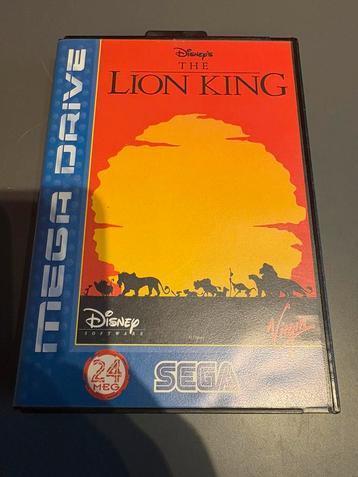 Disney's
THE
LION KING
MEGA DRIVE
Disney
SOFTWARE
Virgin
24
MEG
SEGA